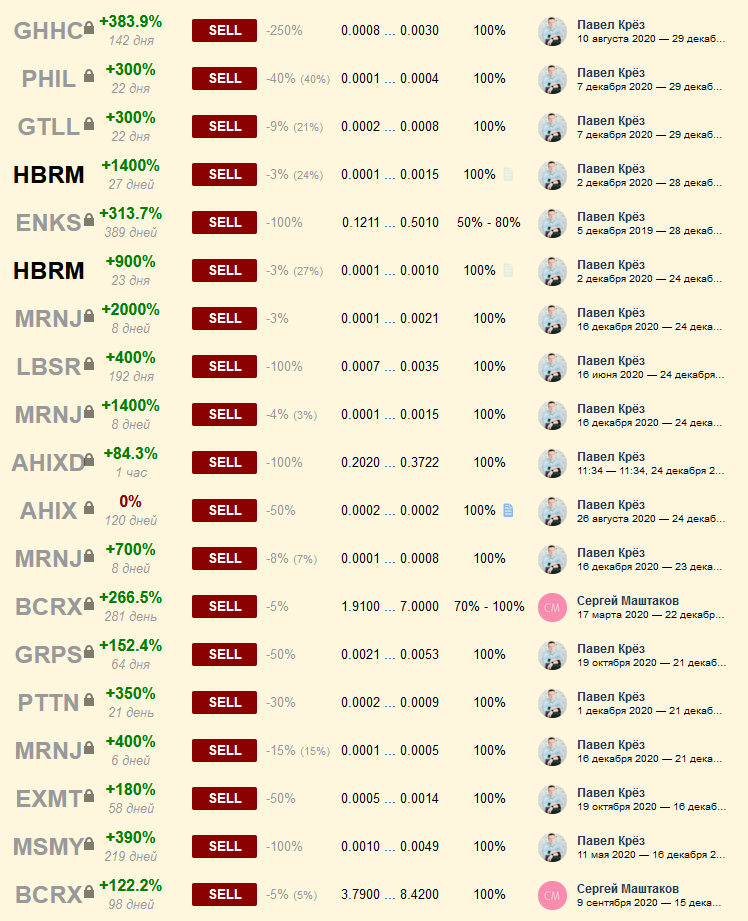 GHHC +383.9% SELL -250% 0.0008 ... 0.0030 100% Павел Крёз
142 дня 10 августа 2020 — 29 декаб...
PHIL +300% SELL -40% (40%) 0.0001 ... 0.0004 100% Павел Крёз
22 дня 7 декабря 2020 — 29 декаб...
GTLL +300% SELL -9% (21%) 0.0002 ... 0.0008 100% Павел Крёз
22 дня 7 декабря 2020 — 29 декаб...
HBRM +1400% SELL -3% (24%) 0.0001 ... 0.0015 100% Павел Крёз
27 дней 2 декабря 2020 — 28 декаб...
ENKS +313.7% SELL -100% 0.1211 ... 0.5010 50% - 80% Павел Крёз
389 дней 5 декабря 2019 — 28 декаб...
HBRM +900% SELL -3% (27%) 0.0001 ... 0.0010 100% Павел Крёз
23 дня 2 декабря 2020 — 24 декаб...
MRNJ +2000% SELL -3% 0.0001 ... 0.0021 100% Павел Крёз
8 дней 16 декабря 2020 — 24 дека...
LBSR +400% SELL -100% 0.0007 ... 0.0035 100% Павел Крёз
192 дня 16 июня 2020 — 24 декабря...
MRNJ +1400% SELL -4% (3%) 0.0001 ... 0.0015 100% Павел Крёз
8 дней 16 декабря 2020 — 24 дека...
AHIXD +84.3% SELL -100% 0.2020 ... 0.3722 100% Павел Крёз
1 час 11:34 — 11:34, 24 декабря 2...
AHIX 0% SELL -50% 0.0002 ... 0.0002 100% Павел Крёз
120 дней 26 августа 2020 — 24 декаб...
MRNJ +700% SELL -8% (7%) 0.0001 ... 0.0008 100% Павел Крёз
8 дней 16 декабря 2020 — 23 дека...
BCRX +266.5% SELL -5% 1.9100 ... 7.0000 70% - 100% СМ Сергей Маштаков
281 день 17 марта 2020 — 22 декабр...
GRPS +152.4% SELL -50% 0.0021 ... 0.0053 100% Павел Крёз
64 дня 19 октября 2020 — 21 декаб...
PTTN +350% SELL -30% 0.0002 ... 0.0009 100% Павел Крёз
21 день 1 декабря 2020 — 21 декаб...
MRNJ +400% SELL -15% (15%) 0.0001 ... 0.0005 100% Павел Крёз
6 дней 16 декабря 2020 — 21 дека...
EXMT +180% SELL -50% 0.0005 ... 0.0014 100% Павел Крёз
58 дней 19 октября 2020 — 16 декаб...
MSMY +390% SELL -100% 0.0010 ... 0.0049 100% Павел Крёз
219 дней 11 мая 2020 — 16 декабря 2...
BCRX +122.2% SELL -5% (5%) 3.7900 ... 8.4200 100% СМ Сергей Маштаков
98 дней 9 сентября 2020 — 15 дека...